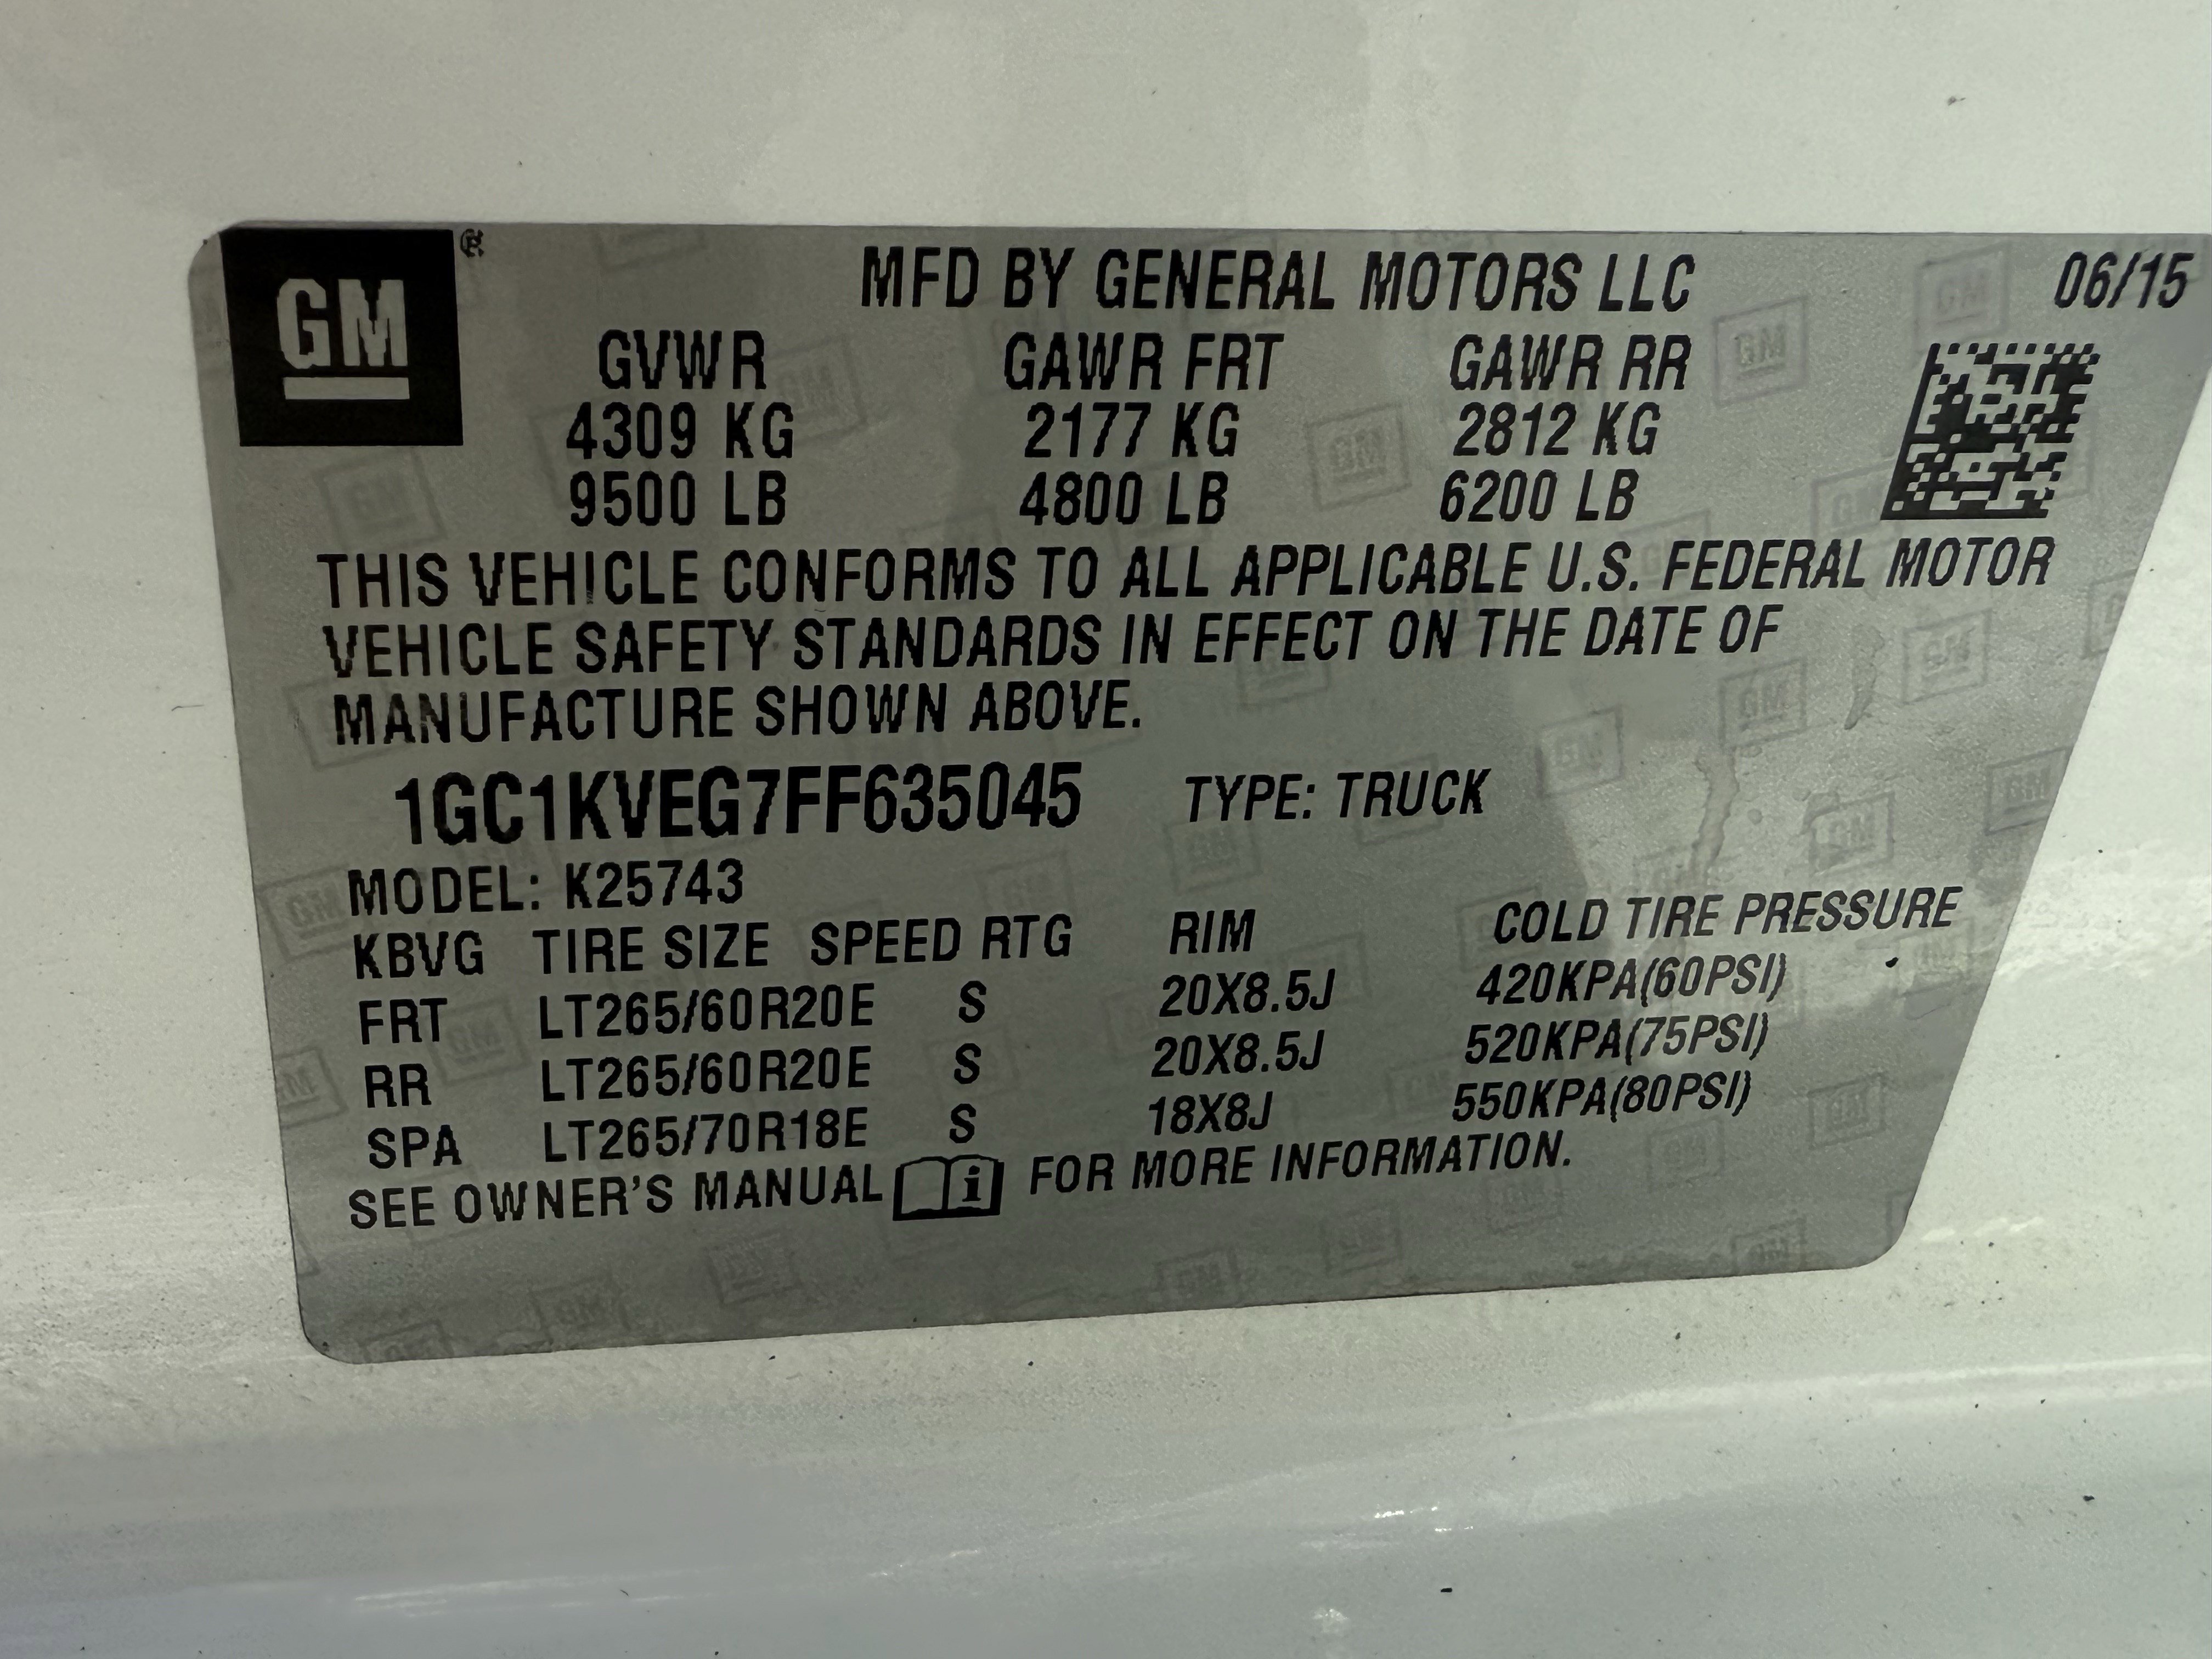 GM ®
MFD BY GENERAL MOTORS LLC 06/15
GVWR GAWR FRT GAWR RR
4309 KG 2177 KG 2812 KG
9500 LB 4800 LB 6200 LB
THIS VEHICLE CONFORMS TO ALL APPLICABLE U.S. FEDERAL MOTOR
VEHICLE SAFETY STANDARDS IN EFFECT ON THE DATE OF
MANUFACTURE SHOWN ABOVE.
1GC1KVEG7FF635045 TYPE: TRUCK
MODEL: K25743
KBVG TIRE SIZE SPEED RTG RIM COLD TIRE PRESSURE
FRT LT265/60R20E S 20X8.5J 420KPA(60PSI)
RR LT265/60R20E S 20X8.5J 520KPA(75PSI)
SPA LT265/70R18E S 18X8J 550KPA(80PSI)
SEE OWNER'S MANUAL i FOR MORE INFORMATION.